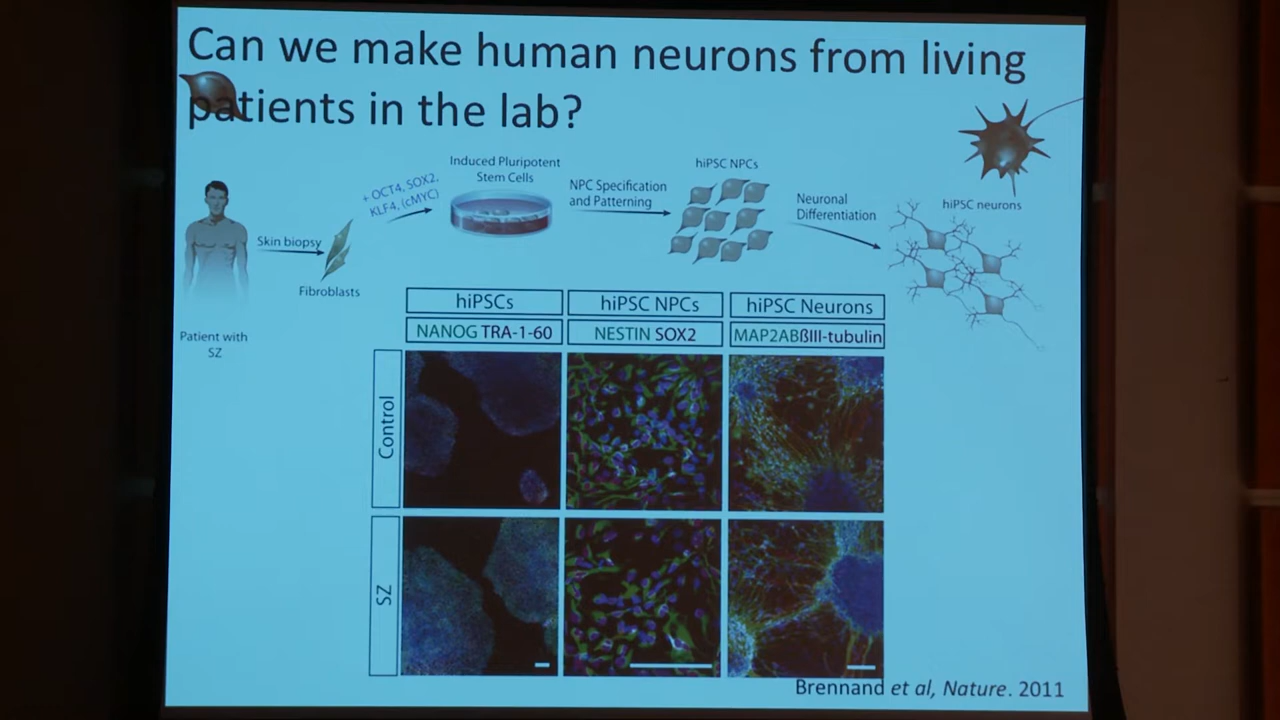 Can we make human neurons from living
patients in the lab?
Induced Pluripotent
Stem Cells
hiPSC NPCs
+ OCT4, SOX2,
KLF4, (cMYC)
NPC Specification
and Patterning
Neuronal
Differentiation
hiPSC neurons
Skin biopsy
Fibroblasts
Patient with
SZ
hiPSCs
hiPSC NPCs
hiPSC Neurons
NANOG TRA-1-60
NESTIN SOX2
MAP2ABßIII-tubulin
Control
SZ
Brennand et al, Nature. 2011